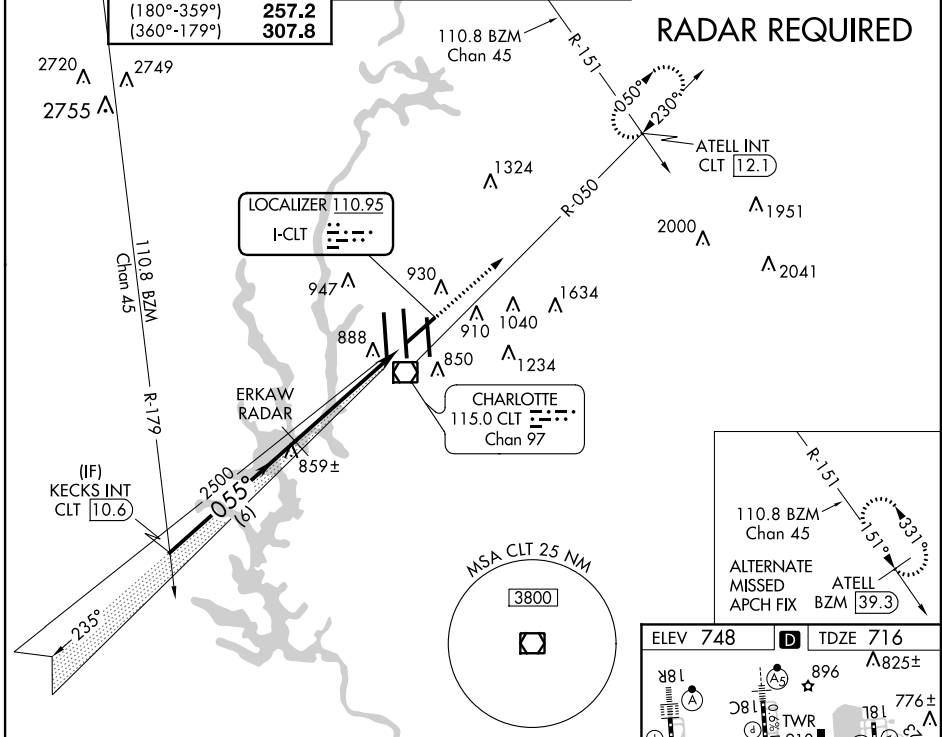 (180°-359°) 257.2
(360°-179°) 307.8
RADAR REQUIRED
110.8 BZM
Chan 45
R-151
2720
2749
2755
050°
230°
ATELL INT
CLT 12.1
1324
R-050
1951
2000
2041
LOCALIZER 110.95
I-CLT
110.8 BZM
Chan 45
R-179
947
930
910
1040
1634
888
850
1234
CHARLOTTE
115.0 CLT
Chan 97
ERKAW
RADAR
859±
2500
055°
(6)
(IF)
KECKS INT
CLT 10.6
235°
MSA CLT 25 NM
3800
R-151
110.8 BZM
Chan 45
151°
331°
ALTERNATE
MISSED
APCH FIX
ATELL
BZM 39.3
ELEV 748
D
TDZE 716
825±
896
A5
A
18R
18C
18L
776±
TWR
P